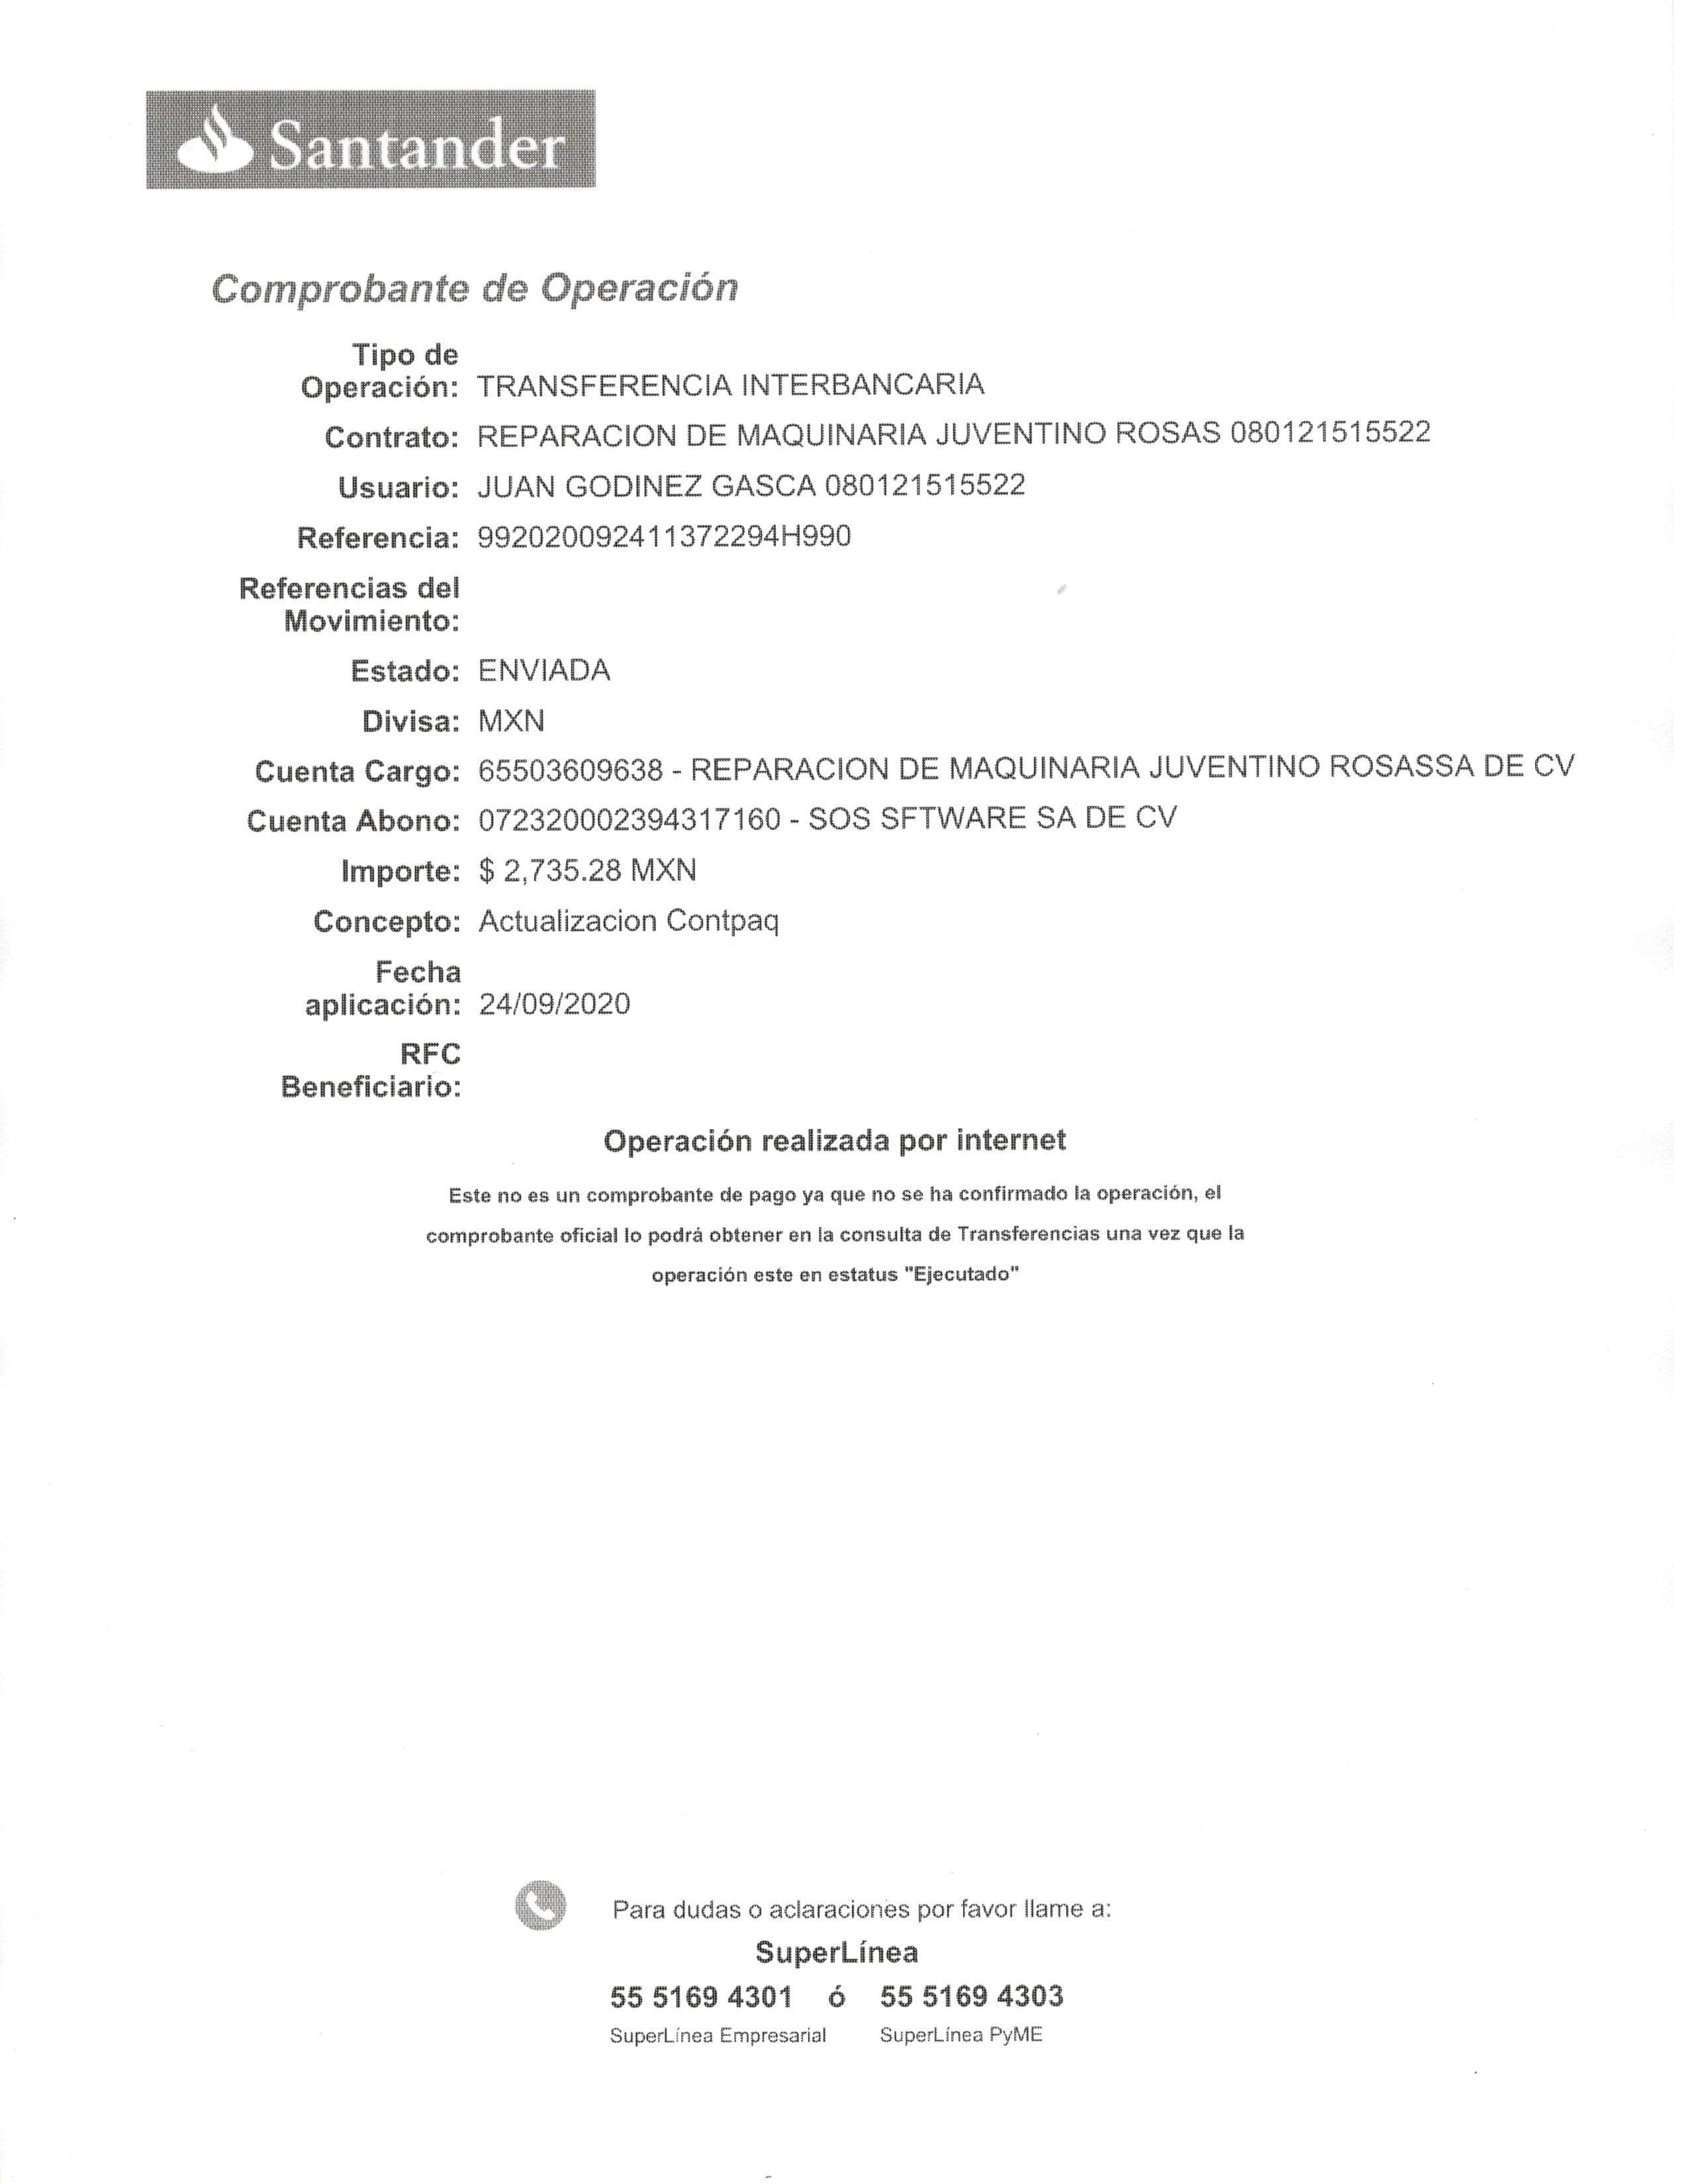 Santander
Comprobante de Operación
Tipo de
Operación: TRANSFERENCIA INTERBANCARIA
Contrato: REPARACION DE MAQUINARIA JUVENTINO ROSAS 080121515522
Usuario: JUAN GODINEZ GASCA 080121515522
Referencia: 992020092411372294H990
Referencias del
Movimiento:
Estado: ENVIADA
Divisa: MXN
Cuenta Cargo: 65503609638 - REPARACION DE MAQUINARIA JUVENTINO ROSASSA DE CV
Cuenta Abono: 072320002394317160 - SOS SFTWARE SA DE CV
Importe: $ 2,735.28 MXN
Concepto: Actualizacion Contpaq
Fecha
aplicación: 24/09/2020
RFC
Beneficiario:
Operación realizada por internet
Este no es un comprobante de pago ya que no se ha confirmado la operación, el
comprobante oficial lo podrá obtener en la consulta de Transferencias una vez que la
operación este en estatus "Ejecutado"
Para dudas o aclaraciones por favor llame a:
SuperLínea
55 5169 4301 ó 55 5169 4303
SuperLínea Empresarial SuperLínea PyME